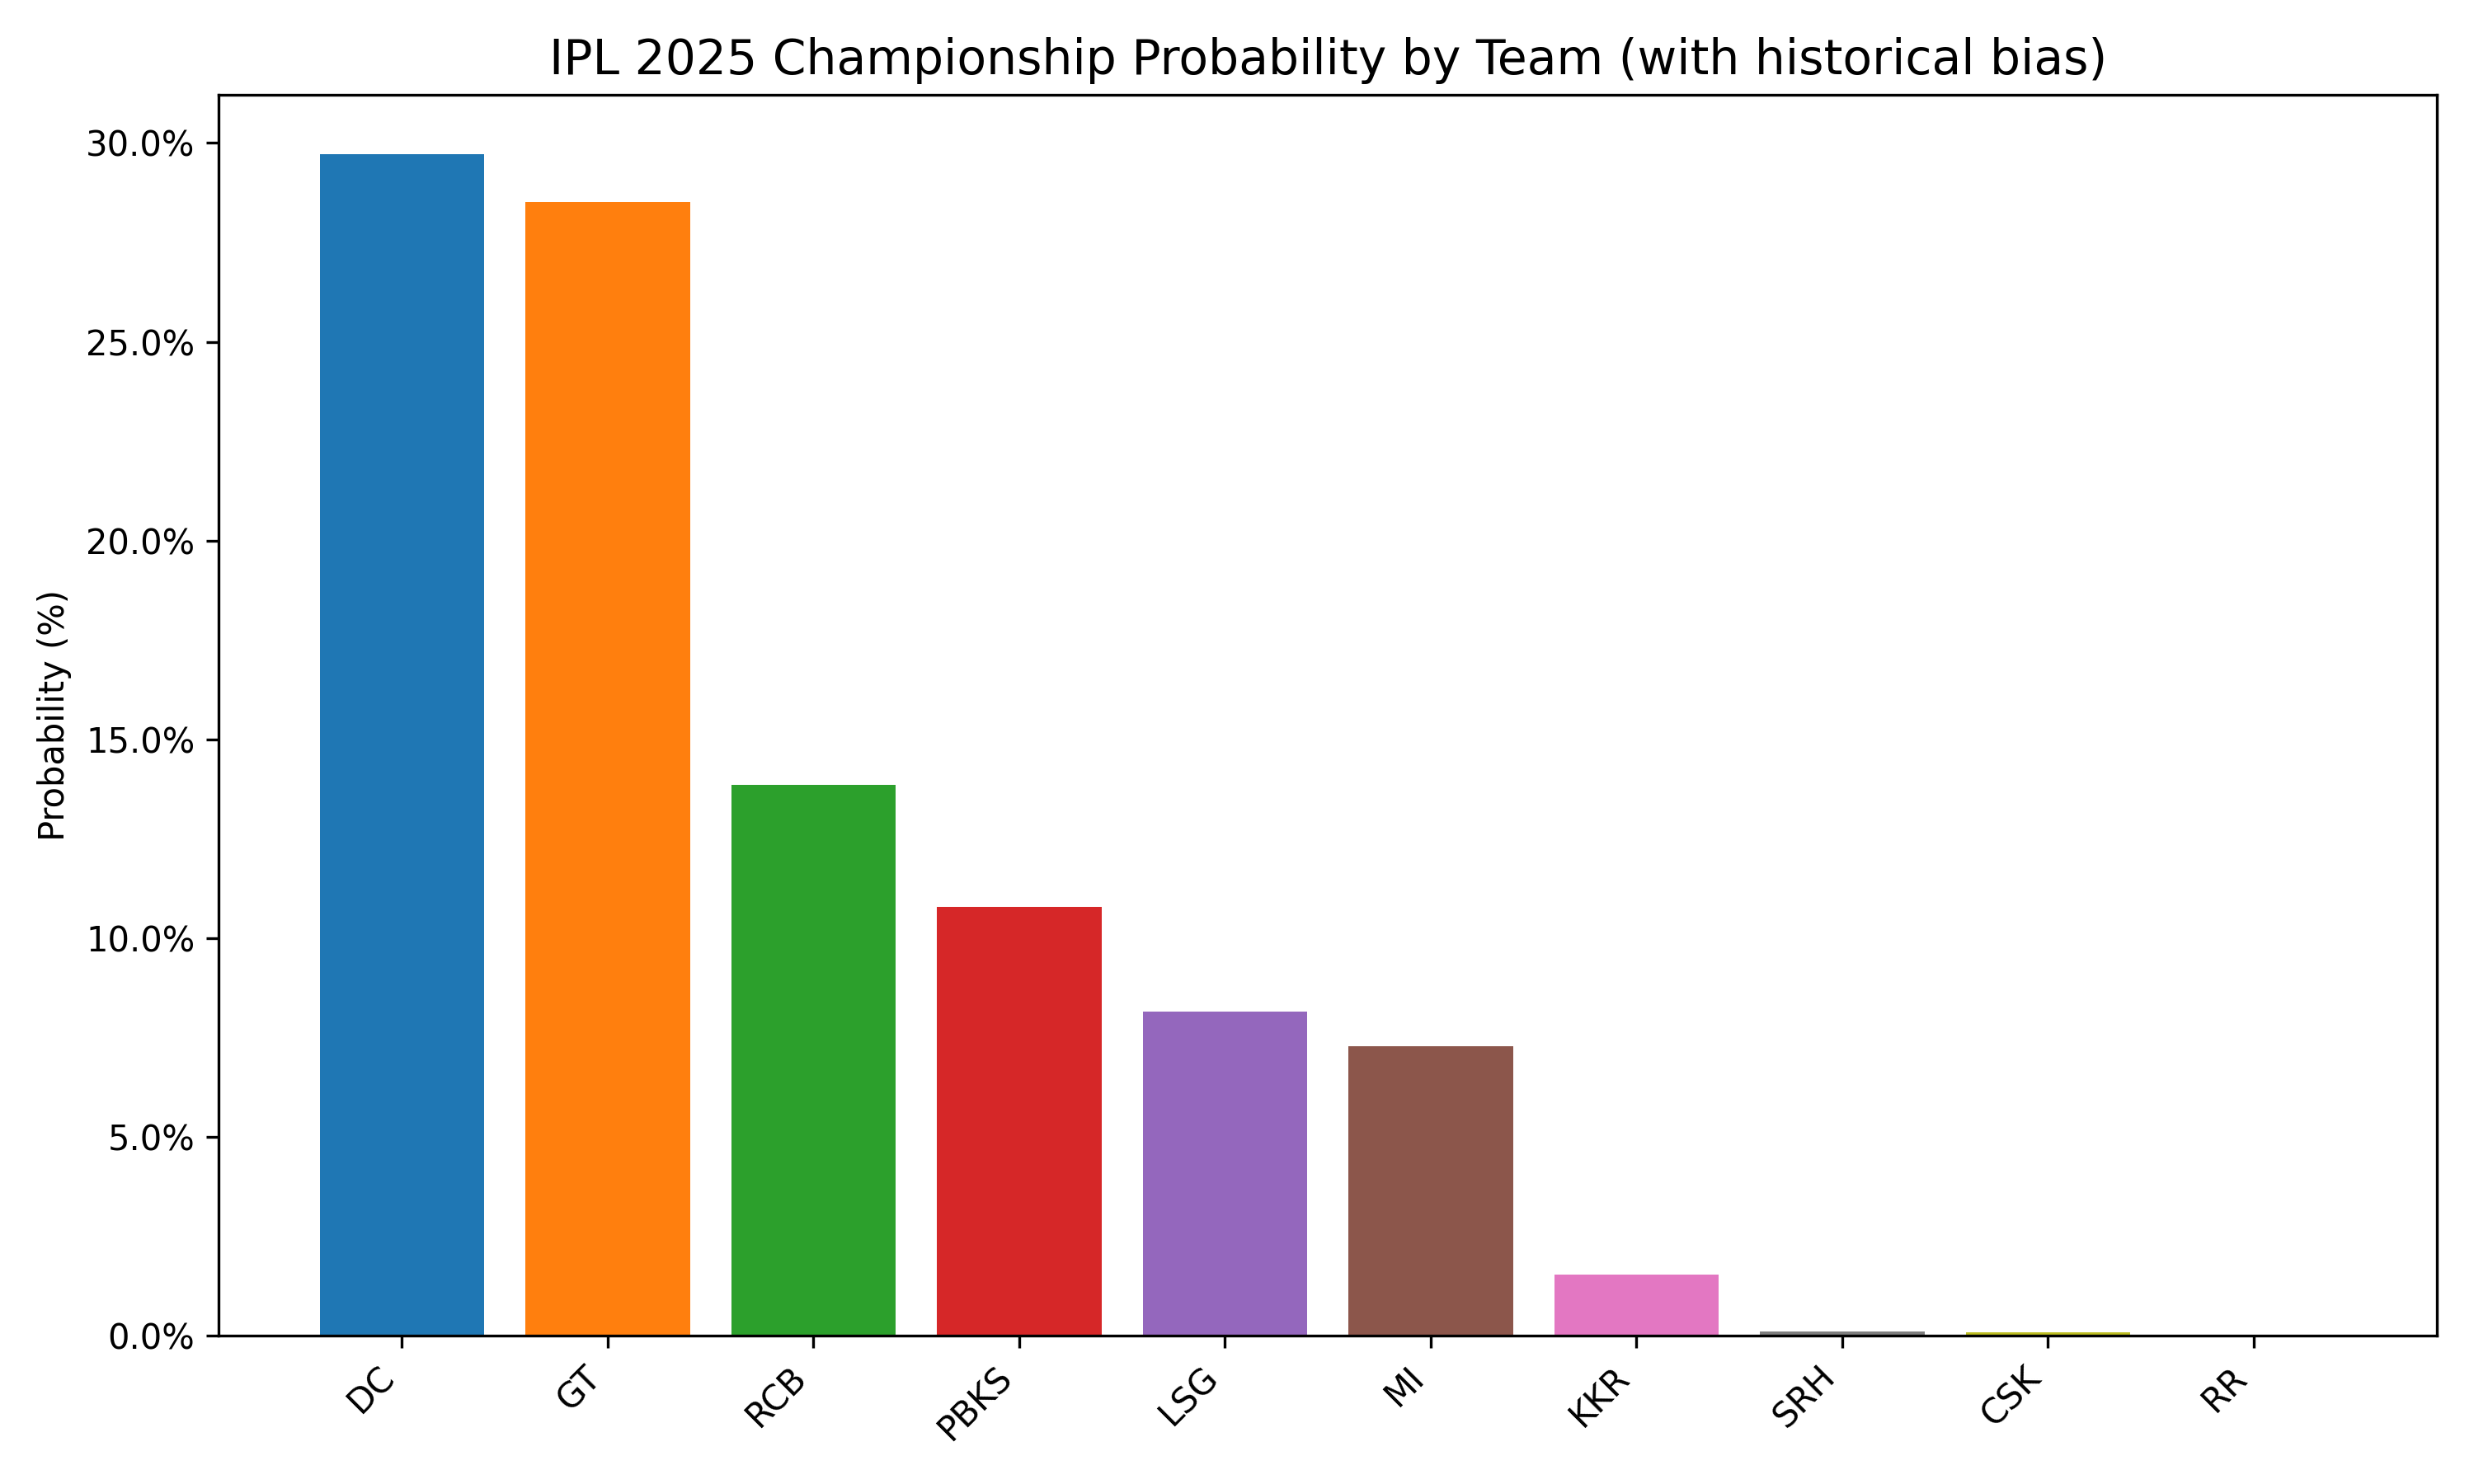 IPL 2025 Championship Probability by Team (with historical bias)
Probability (%)
30.0%
25.0%
20.0%
15.0%
10.0%
5.0%
0.0%
DC
GT
RCB
PBKS
LSG
MI
KKR
SRH
CSK
RR